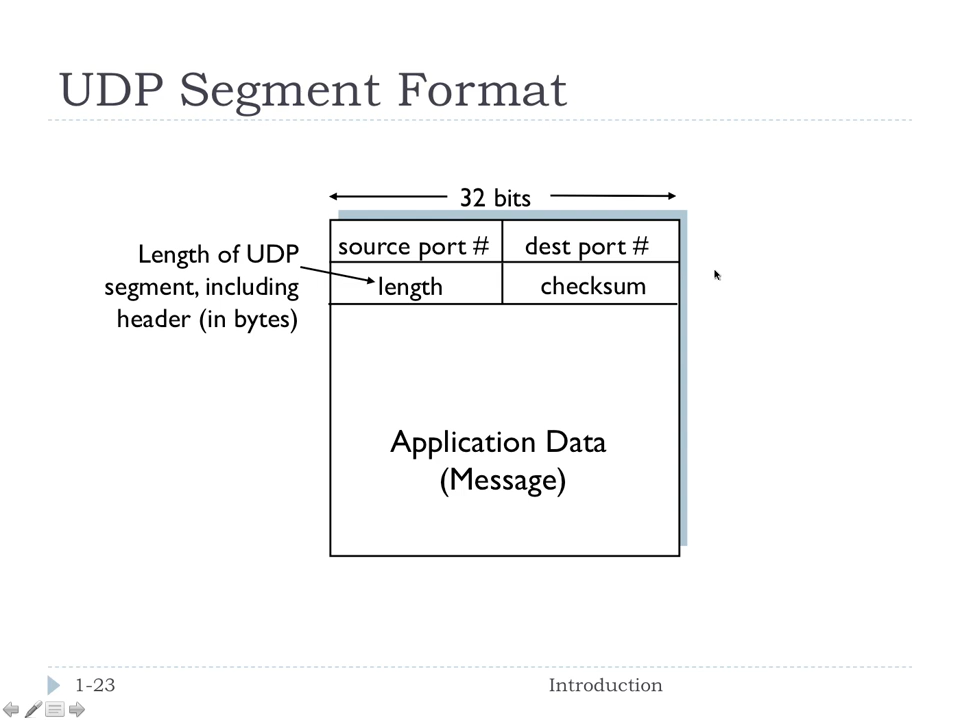 UDP Segment Format
32 bits
source port # dest port #
length checksum
Length of UDP
segment, including
header (in bytes)
Application Data
(Message)
1-23 Introduction